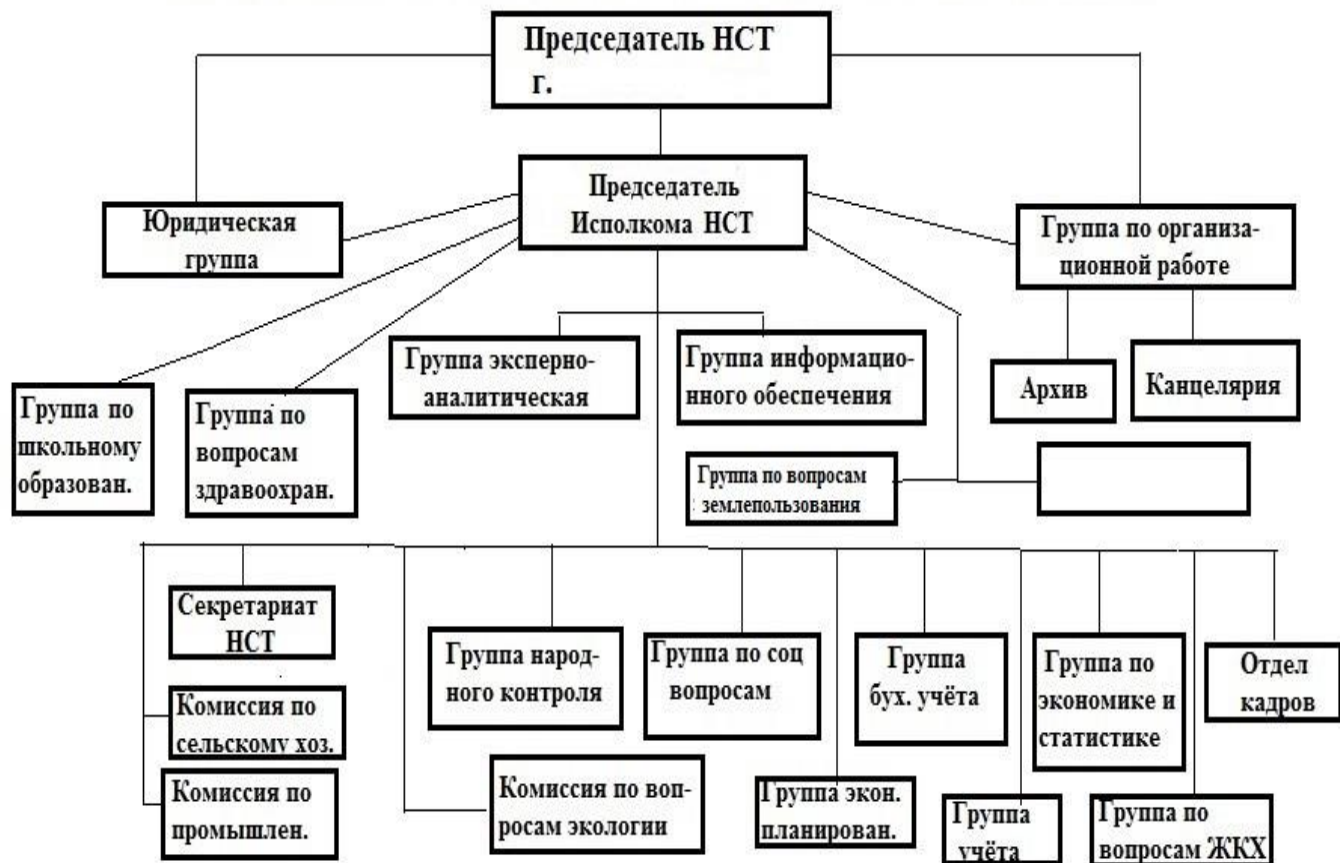 Председатель НСТ
г.
Председатель
Исполкома НСТ
Юридическая
группа
Группа по организа-
ционной работе
Группа эксперно-
аналитическая
Группа информацио-
нного обеспечения
Архив
Канцелярия
Группа по
школьному
образован.
Группа по
вопросам
здравоохран.
Группа по вопросам
землепользования
Секретариат
НСТ
Комиссия по
сельскому хоз.
Комиссия по
промышлен.
Группа народ-
ного контроля
Комиссия по воп-
росам экологии
Группа по соц
вопросам
Группа экон.
планирован.
Группа
бух. учёта
Группа
учёта
Группа по
экономике и
статистике
Группа по
вопросам ЖКХ
Отдел
кадров